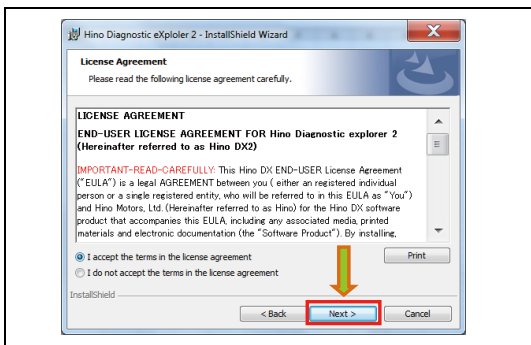 Hino Diagnostic eXploler 2 - InstallShield Wizard
License Agreement
Please read the following license agreement carefully.
LICENSE AGREEMENT
END-USER LICENSE AGREEMENT FOR Hino Diagnostic explorer 2
(Hereinafter referred to as Hino DX2)
IMPORTANT-READ-CAREFULLY: This Hino DX END-USER License Agreement
("EULA") is a legal AGREEMENT between you ( either an registered individual
person or a single registered entity, who will be referred to in this EULA as "You")
and Hino Motors, Ltd. (Hereinafter referred to as Hino) for the Hino DX software
product that accompanies this EULA, including any associated media, printed
materials and electronic documentation (the "Software Product"). By installing,
I accept the terms in the license agreement
Print
I do not accept the terms in the license agreement
InstallShield
< Back
Next >
Cancel